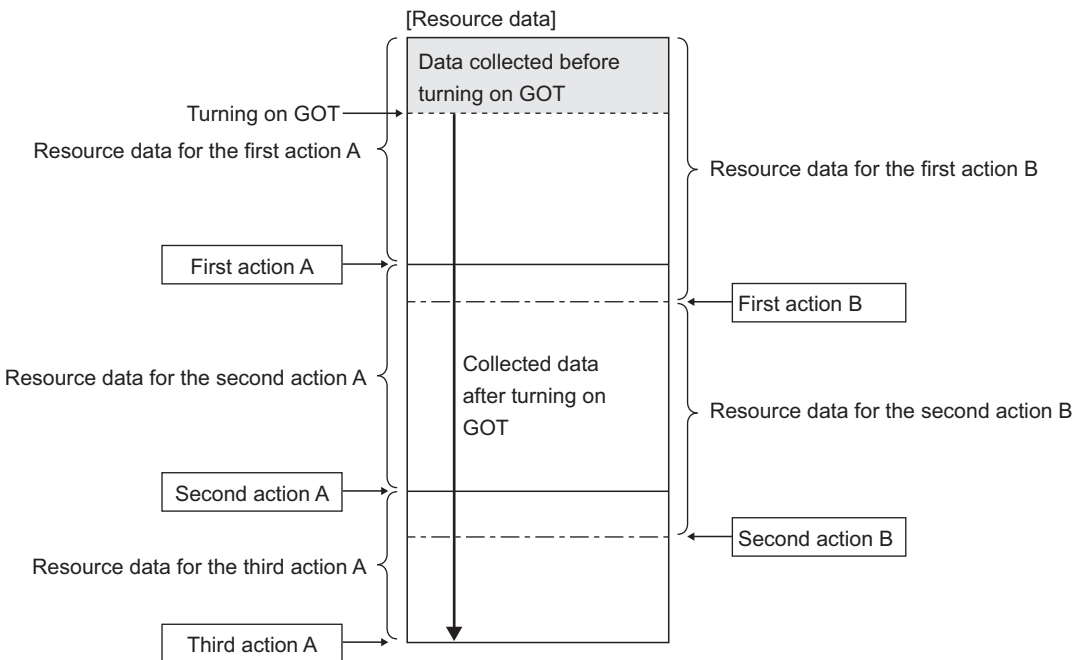 [Resource data]
Data collected before
turning on GOT
Turning on GOT
Resource data for the first action A
Resource data for the first action B
First action A
First action B
Collected data
after turning on
GOT
Resource data for the second action A
Resource data for the second action B
Second action A
Second action B
Resource data for the third action A
Third action A